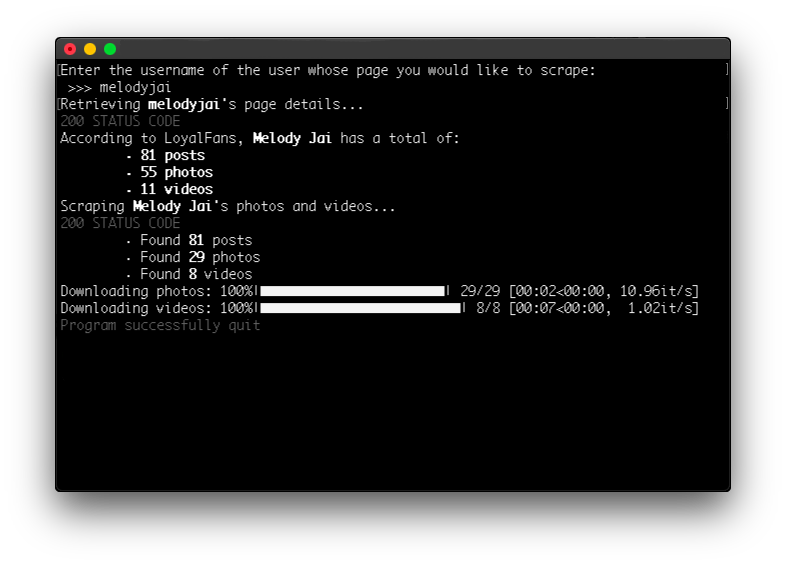 Enter the username of the user whose page you would like to scrape:
>>> melodyjai
Retrieving melodyjai's page details...
200 STATUS CODE
According to LoyalFans, Melody Jai has a total of:
• 81 posts
• 55 photos
• 11 videos
Scraping Melody Jai's photos and videos...
200 STATUS CODE
• Found 81 posts
• Found 29 photos
• Found 8 videos
Downloading photos: 100%| | 29/29 [00:02<00:00, 10.96it/s]
Downloading videos: 100%| | 8/8 [00:07<00:00, 1.02it/s]
Program successfully quit